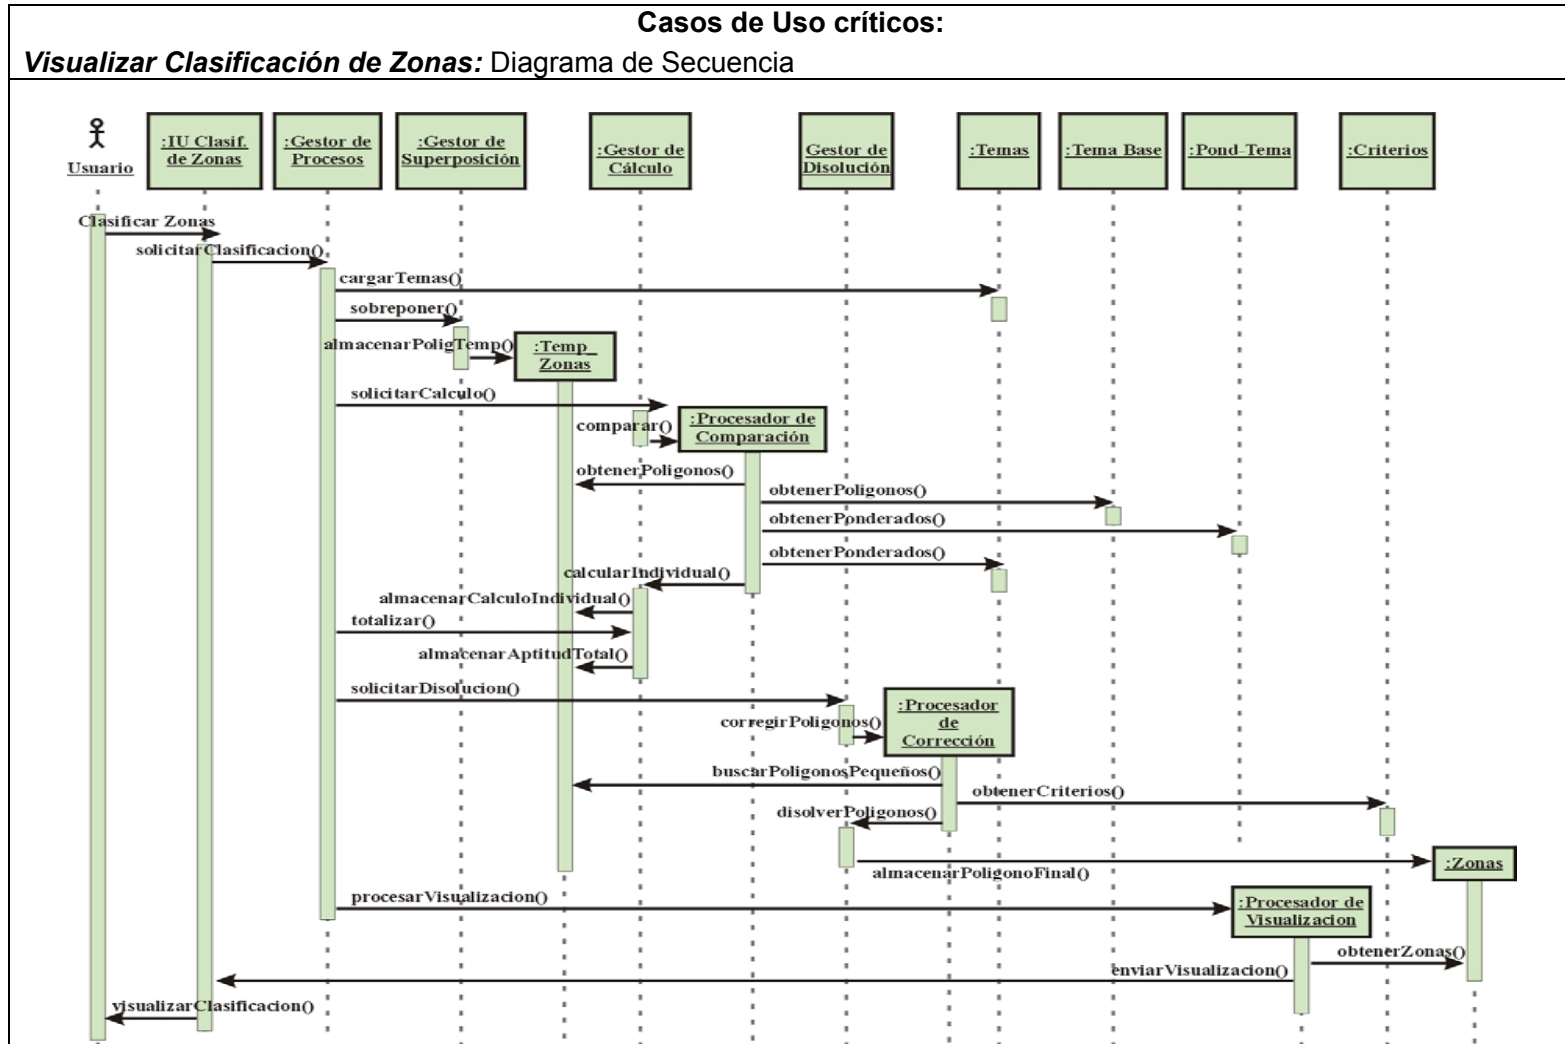 Casos de Uso críticos:
Visualizar Clasificación de Zonas: Diagrama de Secuencia
Usuario
:IU Clasif.
de Zonas
:Gestor de
Procesos
:Gestor de
Superposición
:Gestor de
Cálculo
Gestor de
Disolución
:Temas
:Tema Base
:Pond-Tema
:Criterios
Clasificar Zonas
solicitarClasificacion()
cargarTemas()
sobreponer()
almacenarPoligTemp()
:Temp_
Zonas
solicitarCalculo()
comparar()
:Procesador de
Comparación
obtenerPoligonos()
obtenerPoligonos()
obtenerPonderados()
obtenerPonderados()
calcularIndividual()
almacenarCalculoIndividual()
totalizar()
almacenarAptitudTotal()
solicitarDisolucion()
corregirPoligonos()
:Procesador
de
Corrección
buscarPoligonosPequeños()
obtenerCriterios()
disolverPoligonos()
:Zonas
almacenarPoligonoFinal()
procesarVisualizacion()
:Procesador de
Visualizacion
obtenerZonas()
enviarVisualizacion()
visualizarClasificacion()